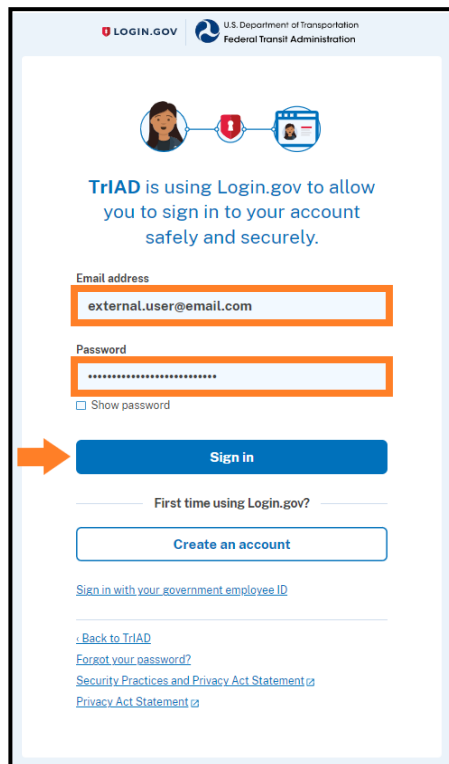 LOGIN.GOV
U.S. Department of Transportation
Federal Transit Administration
TrIAD is using Login.gov to allow
you to sign in to your account
safely and securely.
Email address
external.user@email.com
Password
•••••••••••••••••••••••••••
Show password
Sign in
First time using Login.gov?
Create an account
Sign in with your government employee ID
‹ Back to TrIAD
Forgot your password?
Security Practices and Privacy Act Statement
Privacy Act Statement